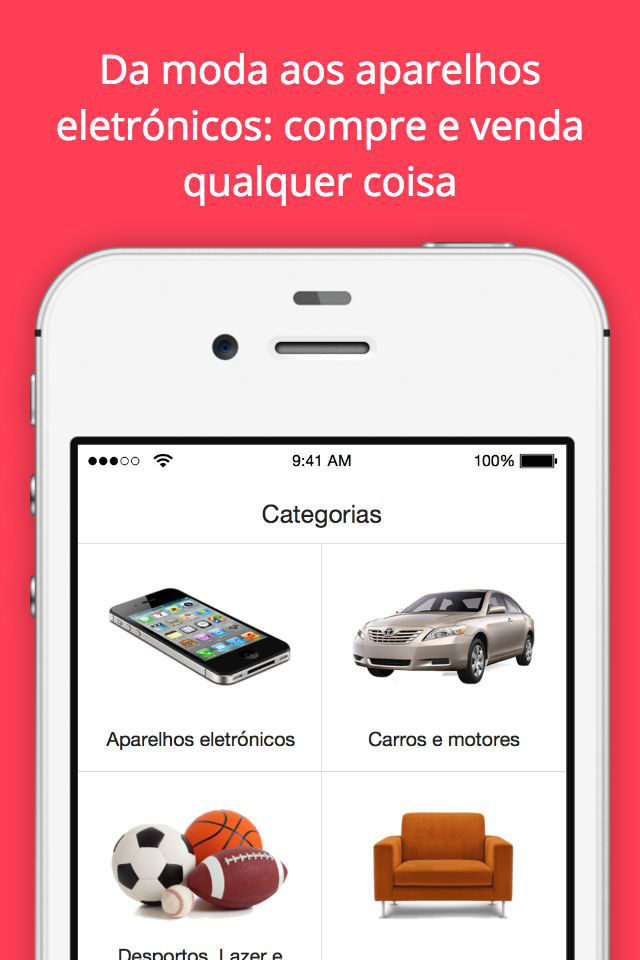 Da moda aos aparelhos
eletrónicos: compre e venda
qualquer coisa
9:41 AM
100%
Categorias
Aparelhos eletrónicos
Carros e motores
Desportos, Lazer e